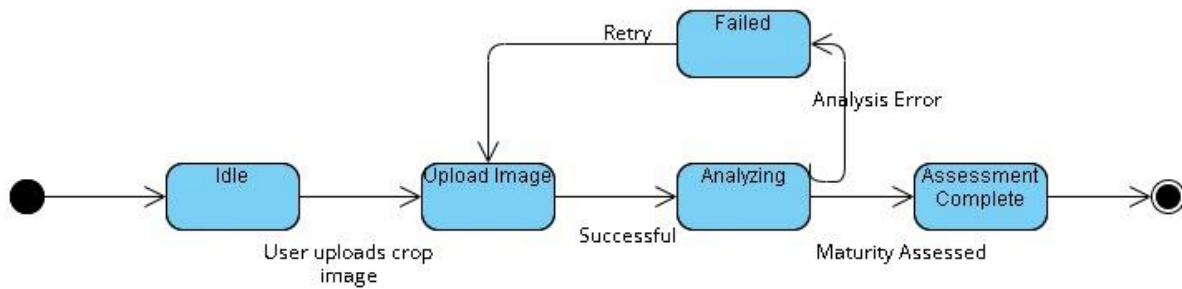 Failed
Retry
Analysis Error
Idle
Upload Image
Analyzing
Assessment
Complete
User uploads crop
image
Successful
Maturity Assessed